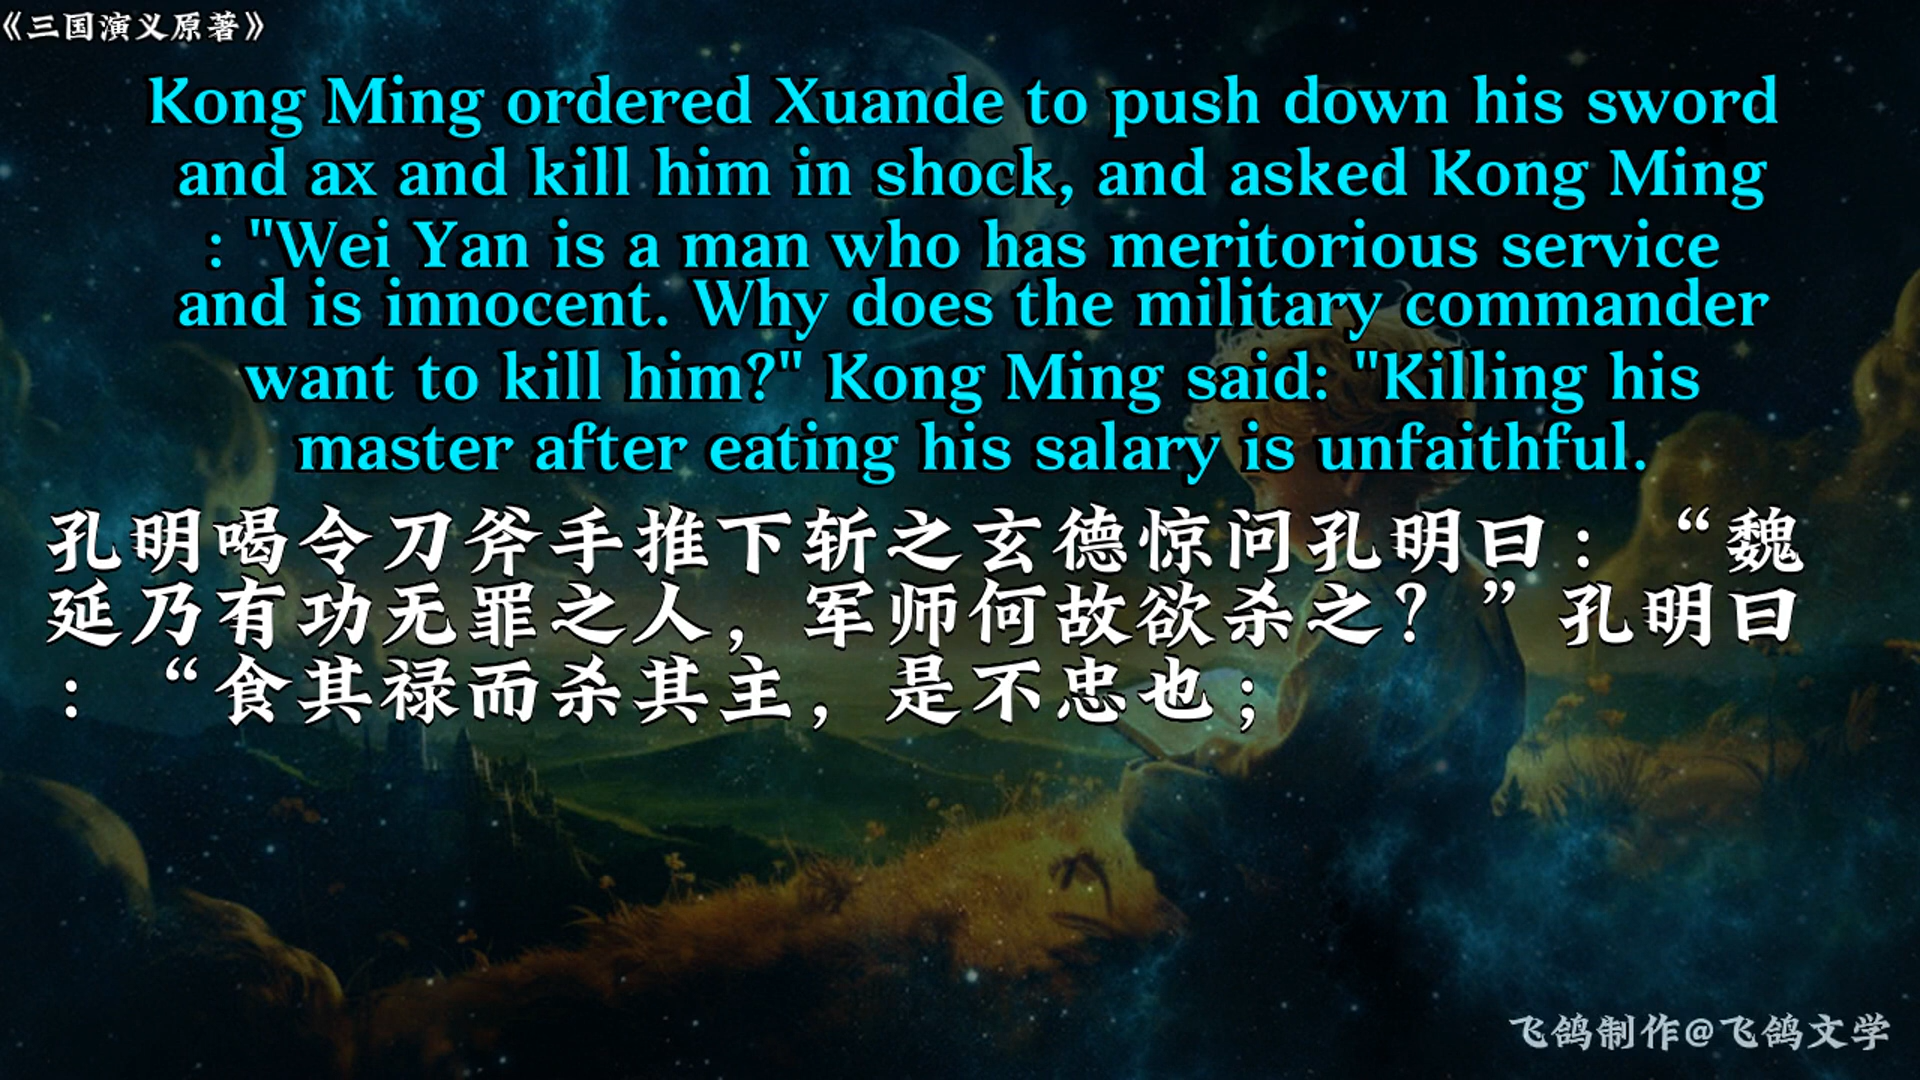 《三国演义原著》
Kong Ming ordered Xuande to push down his sword
and ax and kill him in shock, and asked Kong Ming
: "Wei Yan is a man who has meritorious service
and is innocent. Why does the military commander
want to kill him?" Kong Ming said: "Killing his
master after eating his salary is unfaithful.
孔明喝令刀斧手推下斩之玄德惊问孔明曰：“魏
延乃有功无罪之人，军师何故欲杀之？”孔明曰
：“食其禄而杀其主，是不忠也；
飞鸽制作@飞鸽文学